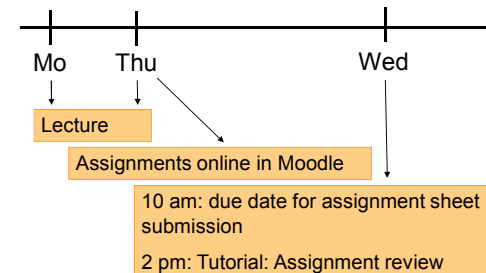 Mo Thu Wed
Lecture
Assignments online in Moodle
10 am: due date for assignment sheet
submission
2 pm: Tutorial: Assignment review